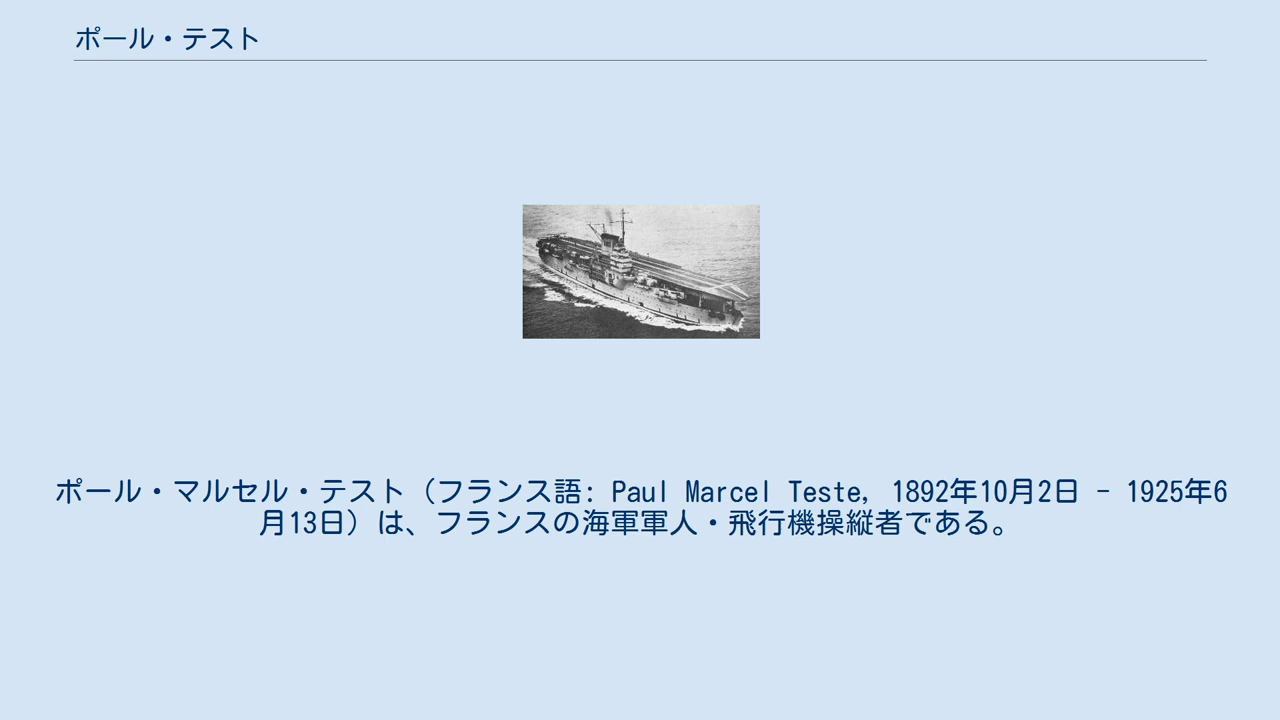 ポール・テスト
ポール・マルセル・テスト（フランス語: Paul Marcel Teste, 1892年10月2日 - 1925年6
月13日）は、フランスの海軍軍人・飛行機操縦者である。